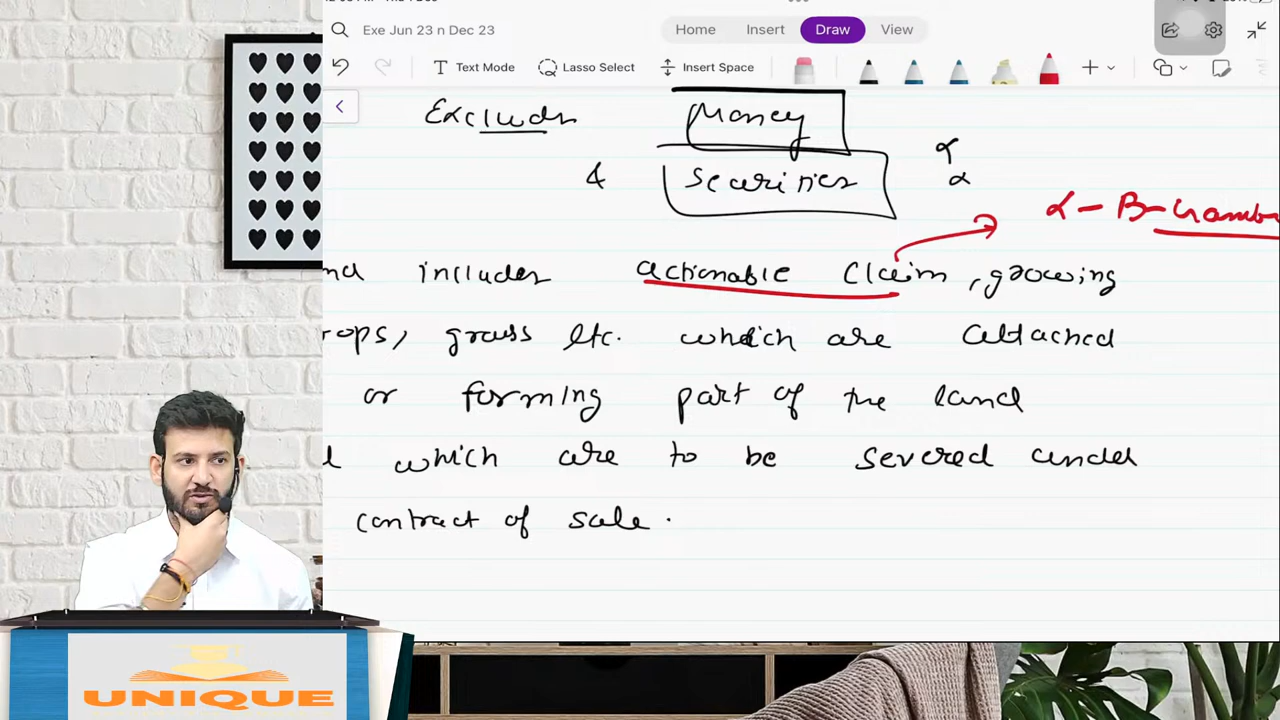 Exe Jun 23 n Dec 23
Home Insert Draw View
Text Mode Lasso Select Insert Space
Excludes Money
& Securities
α - B - Chamber
includes actionable Claim, growing
rops, grass etc. which are attached
or forming part of the land
which are to be severed under
contract of sale.
UNIQUE